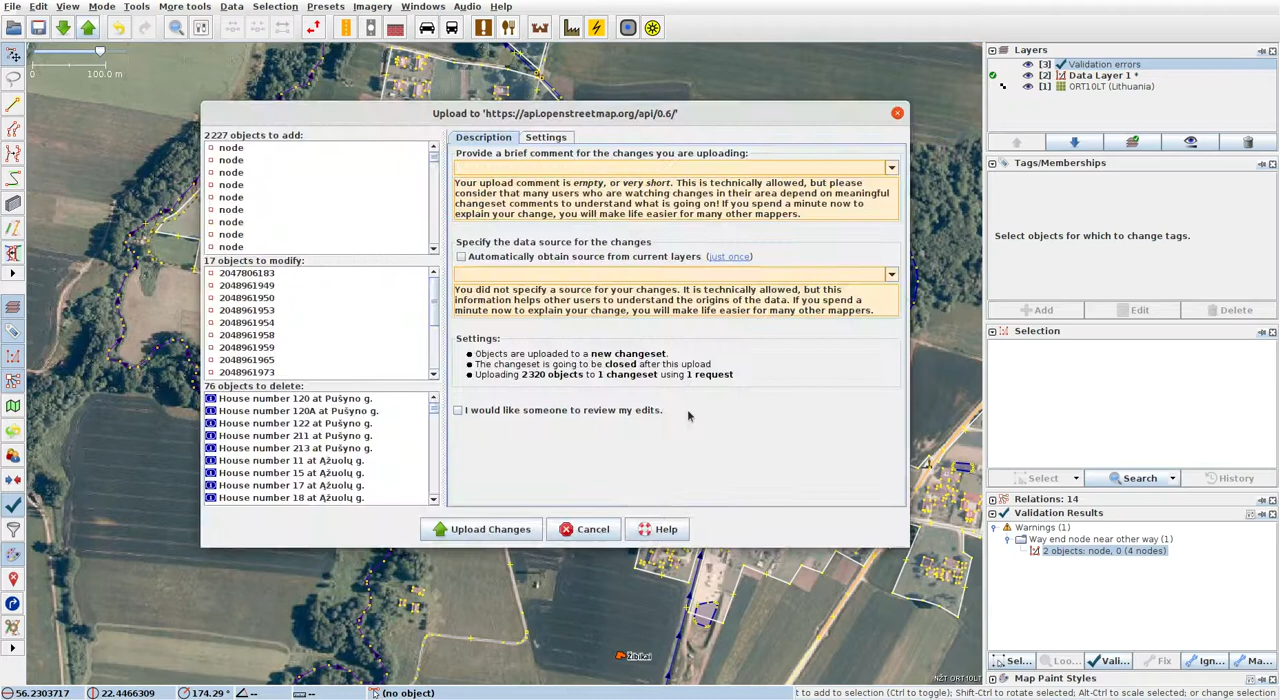 File Edit View Mode Tools More tools Data Selection Presets Imagery Windows Audio Help
0 100.0 m
Upload to 'https://api.openstreetmap.org/api/0.6/'
2227 objects to add:
node
node
node
node
node
node
node
node
node
17 objects to modify:
2047806183
2048961949
2048961950
2048961953
2048961954
2048961958
2048961959
2048961965
2048961973
76 objects to delete:
House number 120 at Pušyno g.
House number 120A at Pušyno g.
House number 122 at Pušyno g.
House number 211 at Pušyno g.
House number 213 at Pušyno g.
House number 11 at Ąžuolų g.
House number 15 at Ąžuolų g.
House number 17 at Ąžuolų g.
House number 18 at Ąžuolų g.
Description Settings
Provide a brief comment for the changes you are uploading:
Your upload comment is empty, or very short. This is technically allowed, but please
consider that many users who are watching changes in their area depend on meaningful
changeset comments to understand what is going on! If you spend a minute now to
explain your change, you will make life easier for many other mappers.
Specify the data source for the changes
Automatically obtain source from current layers (just once)
You did not specify a source for your changes. It is technically allowed, but this
information helps other users to understand the origins of the data. If you spend a
minute now to explain your change, you will make life easier for many other mappers.
Settings:
Objects are uploaded to a new changeset.
The changeset is going to be closed after this upload
Uploading 2320 objects to 1 changeset using 1 request
I would like someone to review my edits.
Upload Changes Cancel Help
Layers
[3] Validation errors
[2] Data Layer 1 *
[1] ORT10LT (Lithuania)
Tags/Memberships
Select objects for which to change tags.
Add Edit Delete
Selection
Select Search History
Relations: 14
Validation Results
Warnings (1)
Way end node near other way (1)
2 objects: node, 0 (4 nodes)
Sel... Loo... Vali... Fix Ign... Ma...
Map Paint Styles
Žibikai
NŽT ORT10LT
56.2303717 22.4466309 174.29 ° -- -- (no object)
t to add to selection (Ctrl to toggle); Shift-Ctrl to rotate selected; Alt-Ctrl to scale selected; or change selection